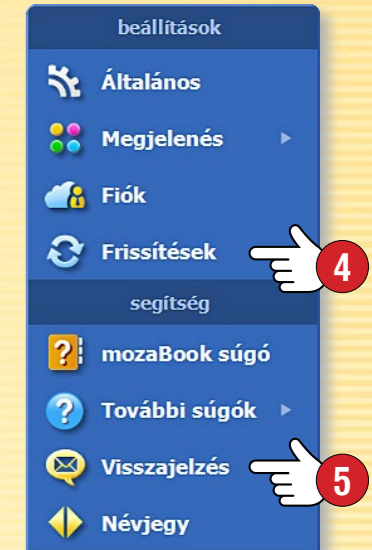 beállítások
Általános
Megjelenés
Fiók
Frissítések
4
segítség
?
mozaBook súgó
?
További súgók
Visszajelzés
5
Névjegy